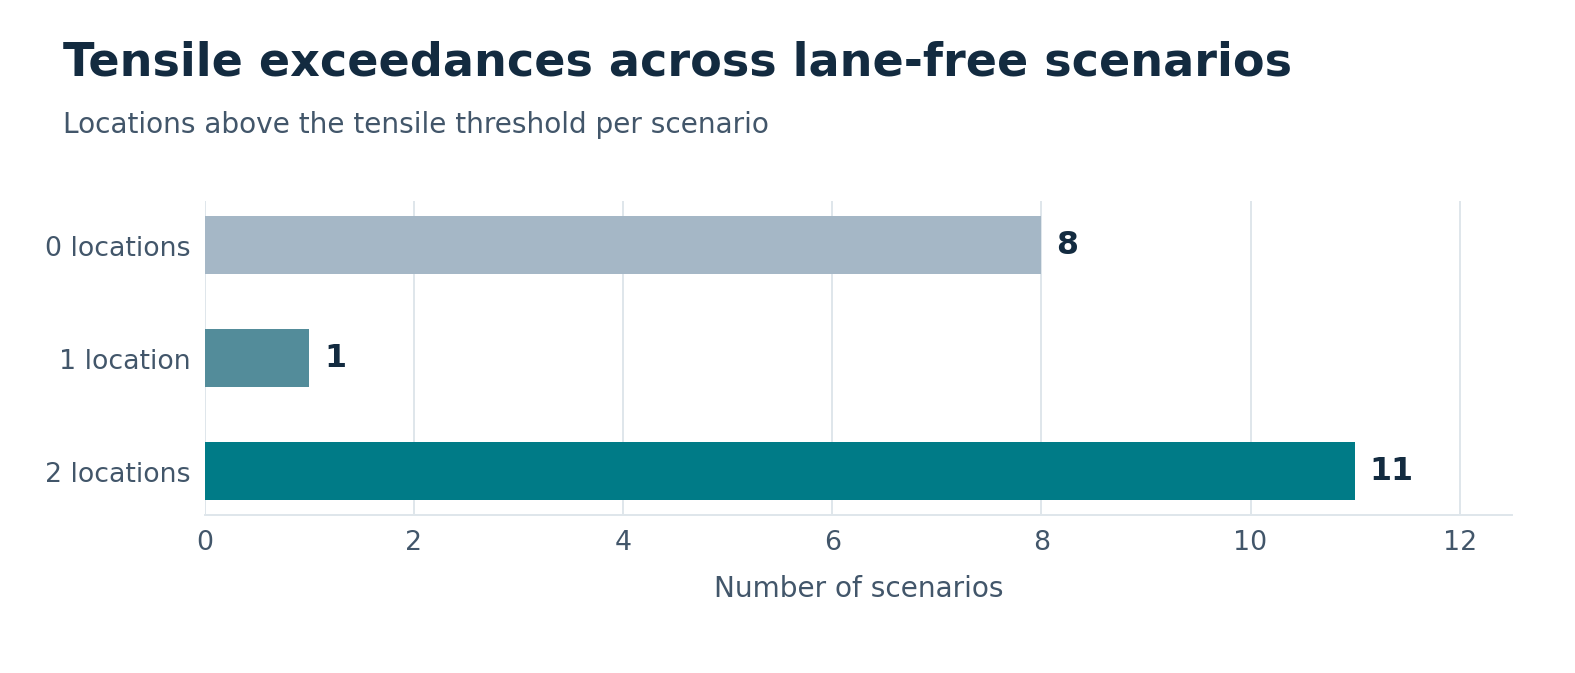 Tensile exceedances across lane-free scenarios
Locations above the tensile threshold per scenario
0 locations
8
1 location
1
2 locations
11
0 2 4 6 8 10 12
Number of scenarios